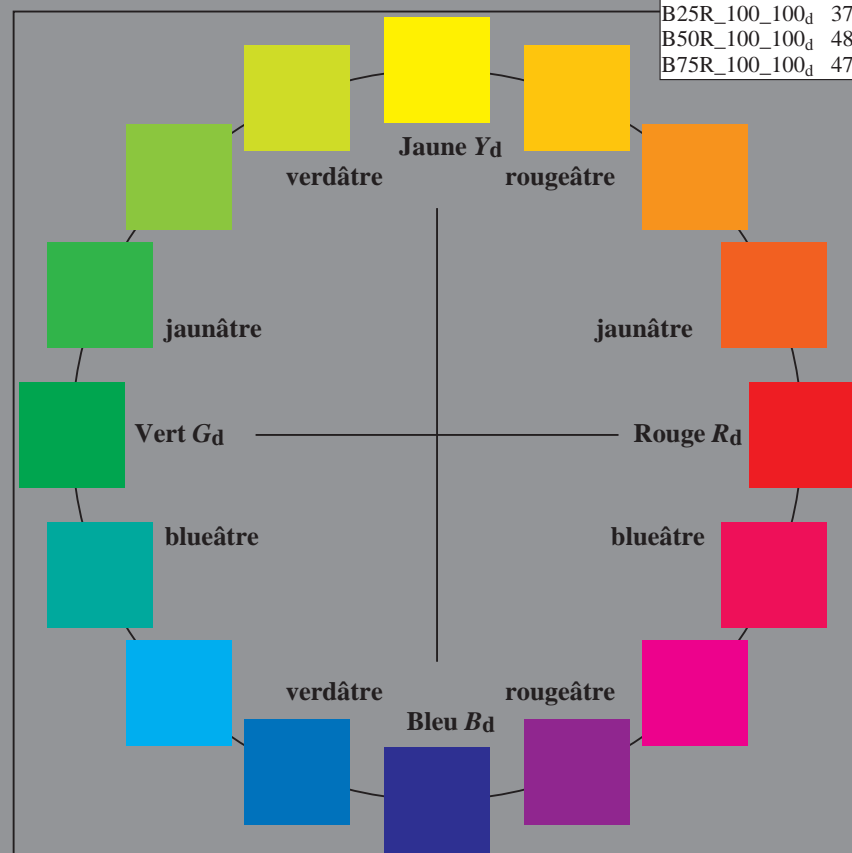 B25R_100_100d 37
B50R_100_100d 48
B75R_100_100d 47
Jaune Yd
verdâtre rougeâtre
jaunâtre jaunâtre
Vert Gd Rouge Rd
blueâtre blueâtre
verdâtre rougeâtre
Bleu Bd